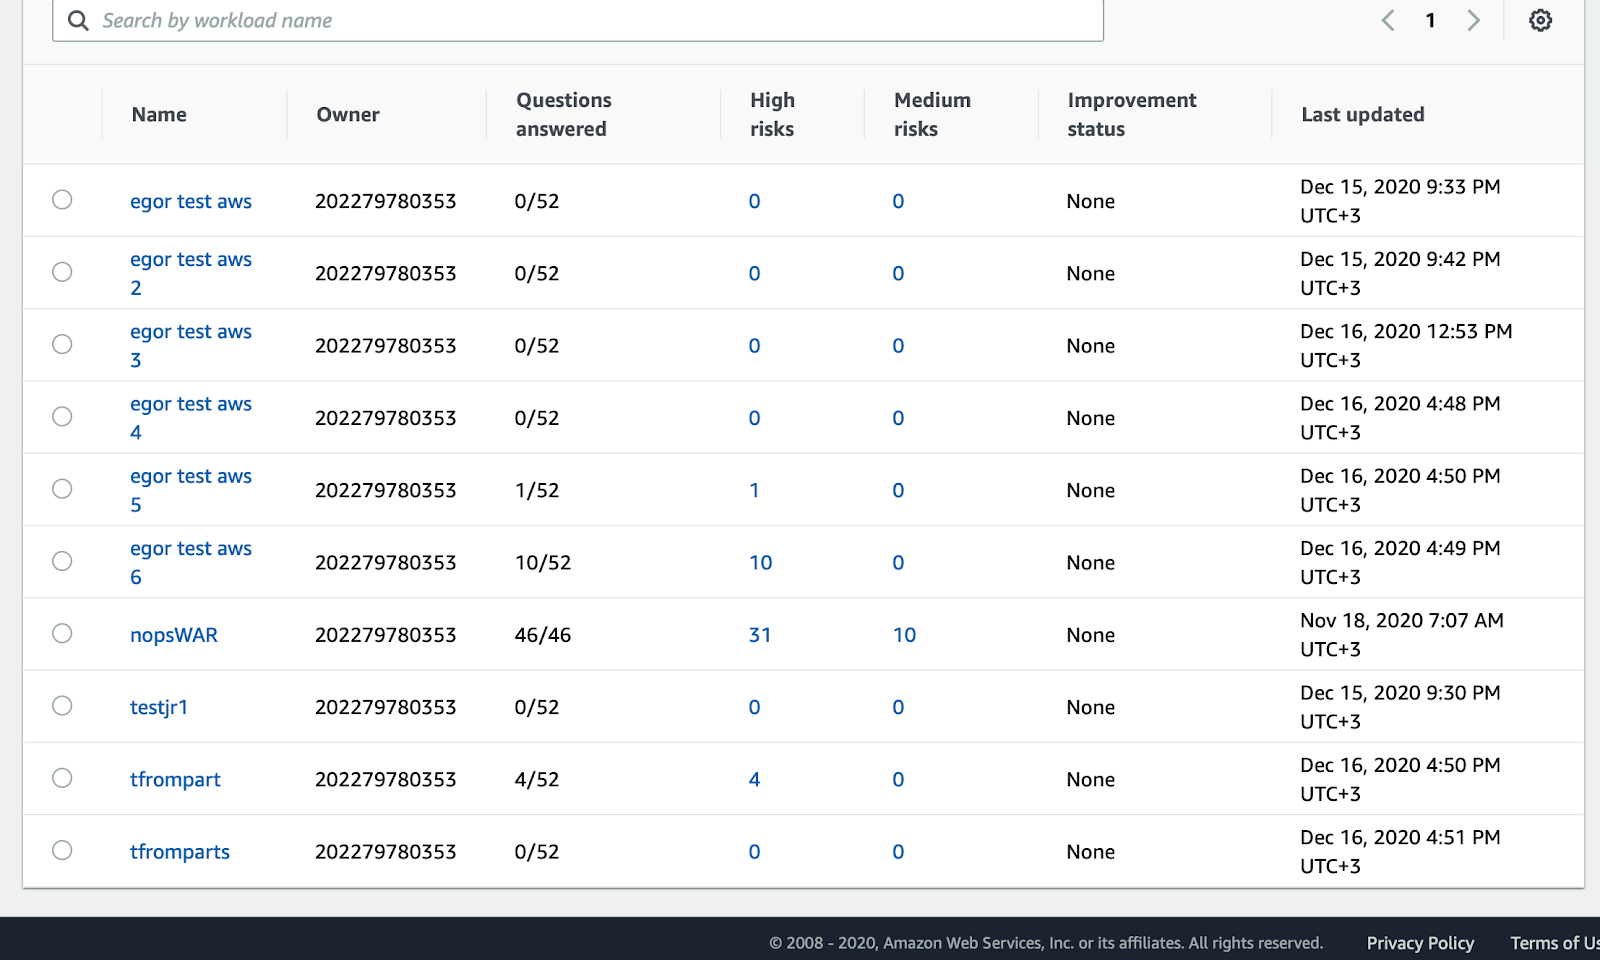 Search by workload name
1
Name Owner Questions answered High risks Medium risks Improvement status Last updated
egor test aws 202279780353 0/52 0 0 None Dec 15, 2020 9:33 PM UTC+3
egor test aws 2 202279780353 0/52 0 0 None Dec 15, 2020 9:42 PM UTC+3
egor test aws 3 202279780353 0/52 0 0 None Dec 16, 2020 12:53 PM UTC+3
egor test aws 4 202279780353 0/52 0 0 None Dec 16, 2020 4:48 PM UTC+3
egor test aws 5 202279780353 1/52 1 0 None Dec 16, 2020 4:50 PM UTC+3
egor test aws 6 202279780353 10/52 10 0 None Dec 16, 2020 4:49 PM UTC+3
nopsWAR 202279780353 46/46 31 10 None Nov 18, 2020 7:07 AM UTC+3
testjr1 202279780353 0/52 0 0 None Dec 15, 2020 9:30 PM UTC+3
tfrompart 202279780353 4/52 4 0 None Dec 16, 2020 4:50 PM UTC+3
tfromparts 202279780353 0/52 0 0 None Dec 16, 2020 4:51 PM UTC+3
© 2008 - 2020, Amazon Web Services, Inc. or its affiliates. All rights reserved. Privacy Policy Terms of Us